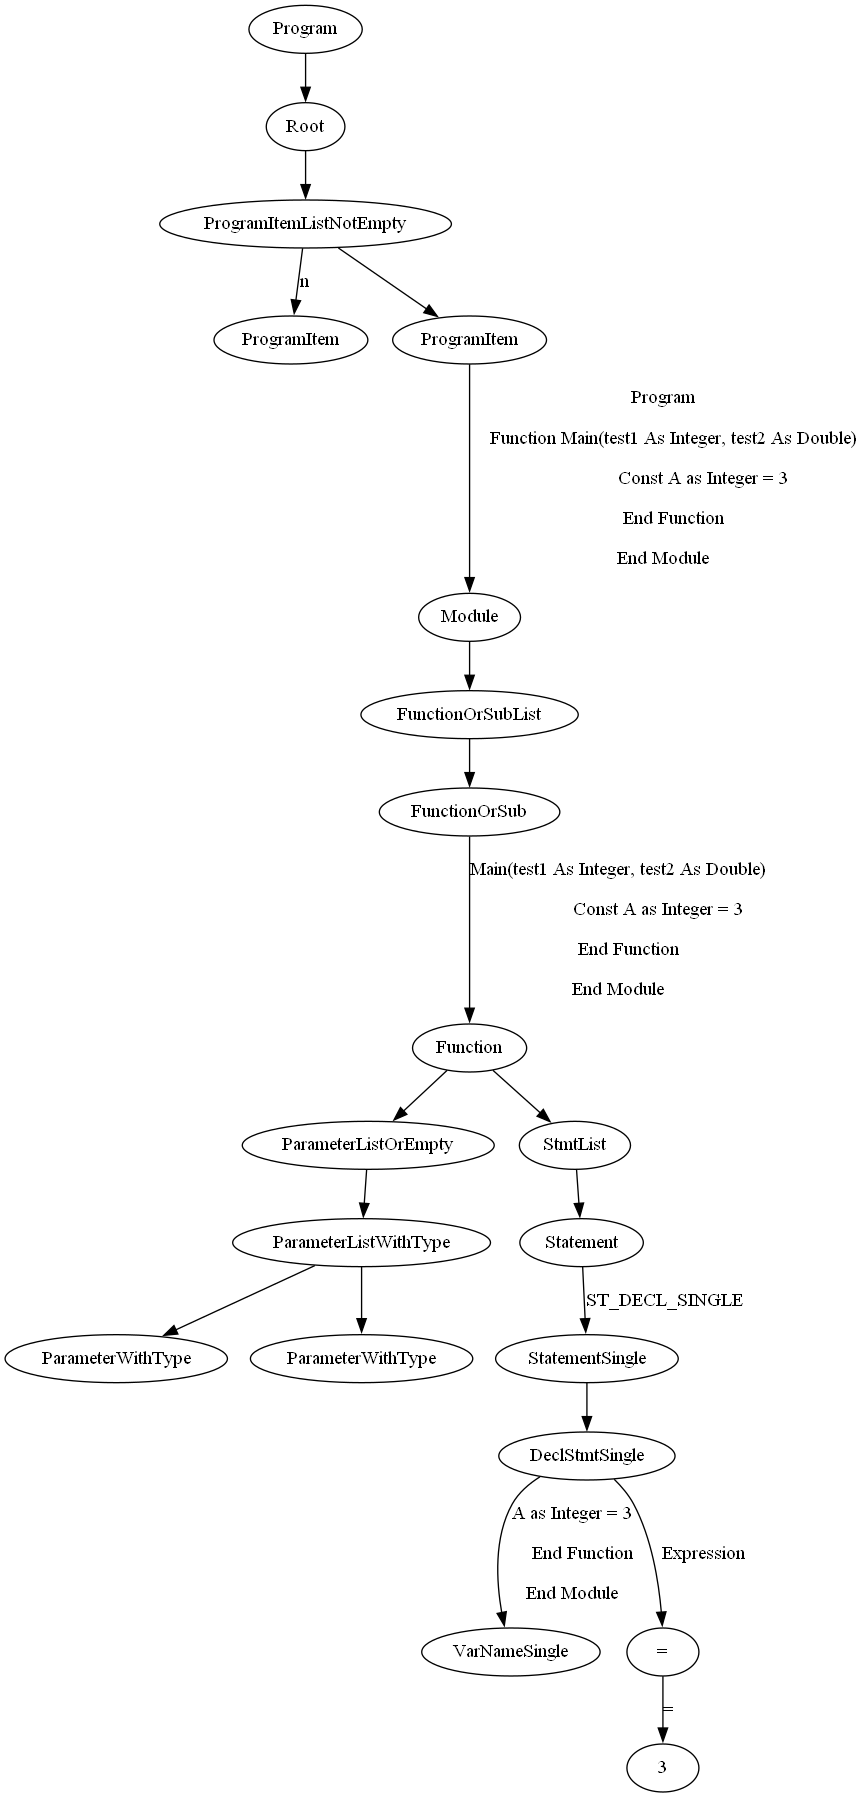 Program
Root
ProgramItemListNotEmpty
n
ProgramItem
ProgramItem
Program
Function Main(test1 As Integer, test2 As Double)
Const A as Integer = 3
End Function
End Module
Module
FunctionOrSubList
FunctionOrSub
Main(test1 As Integer, test2 As Double)
Const A as Integer = 3
End Function
End Module
Function
ParameterListOrEmpty
StmtList
ParameterListWithType
Statement
ST_DECL_SINGLE
ParameterWithType
ParameterWithType
StatementSingle
DeclStmtSingle
A as Integer = 3
End Function
End Module
Expression
VarNameSingle
=
=
3